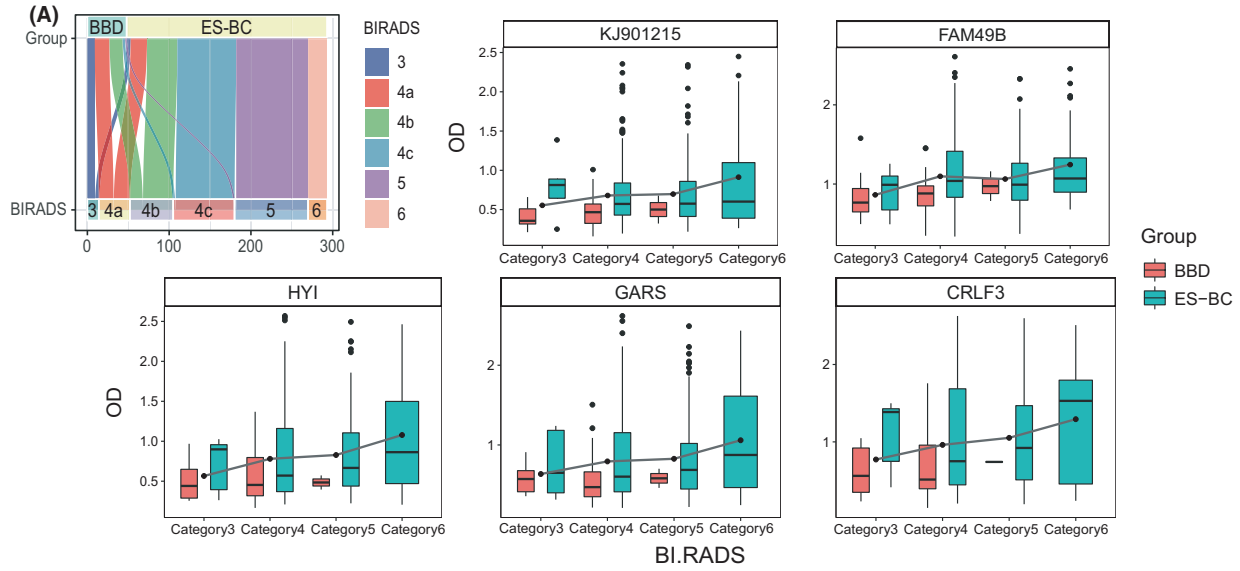 (A)
BBD ES-BC
Group
BIRADS
3 4a 4b 4c 5 6
0 100 200 300
BIRADS
3
4a
4b
4c
5
6
KJ901215
OD
2.5
2.0
1.5
1.0
0.5
Category3 Category4 Category5 Category6
FAM49B
2
1
Category3 Category4 Category5 Category6
Group
BBD
ES-BC
HYI
OD
2.5
2.0
1.5
1.0
0.5
Category3 Category4 Category5 Category6
GARS
2
1
Category3 Category4 Category5 Category6
CRLF3
2
1
Category3 Category4 Category5 Category6
BI.RADS